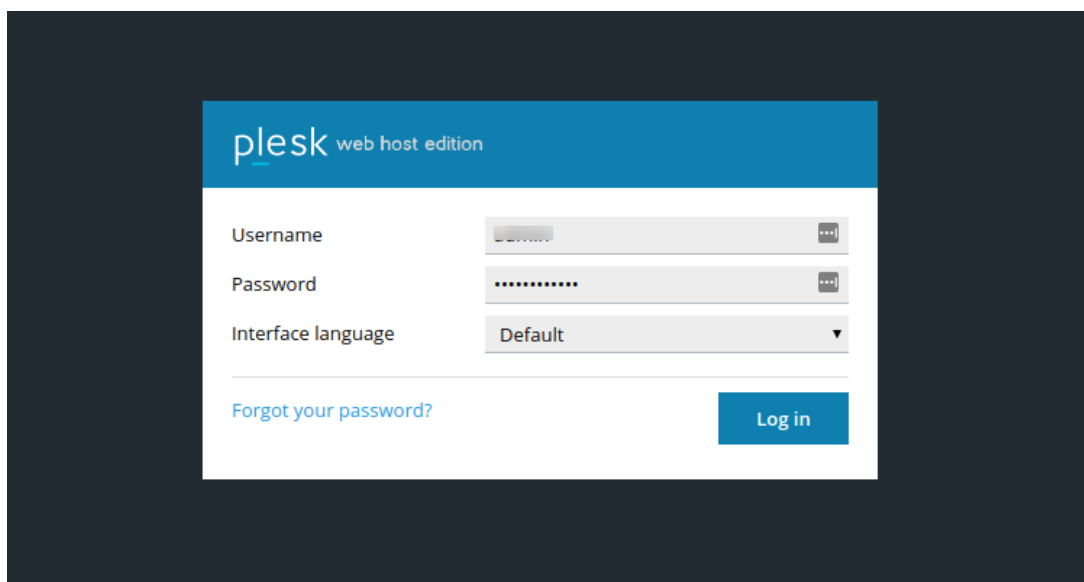 plesk web host edition
Username
Password ••••••••••••
Interface language Default
Forgot your password?
Log in